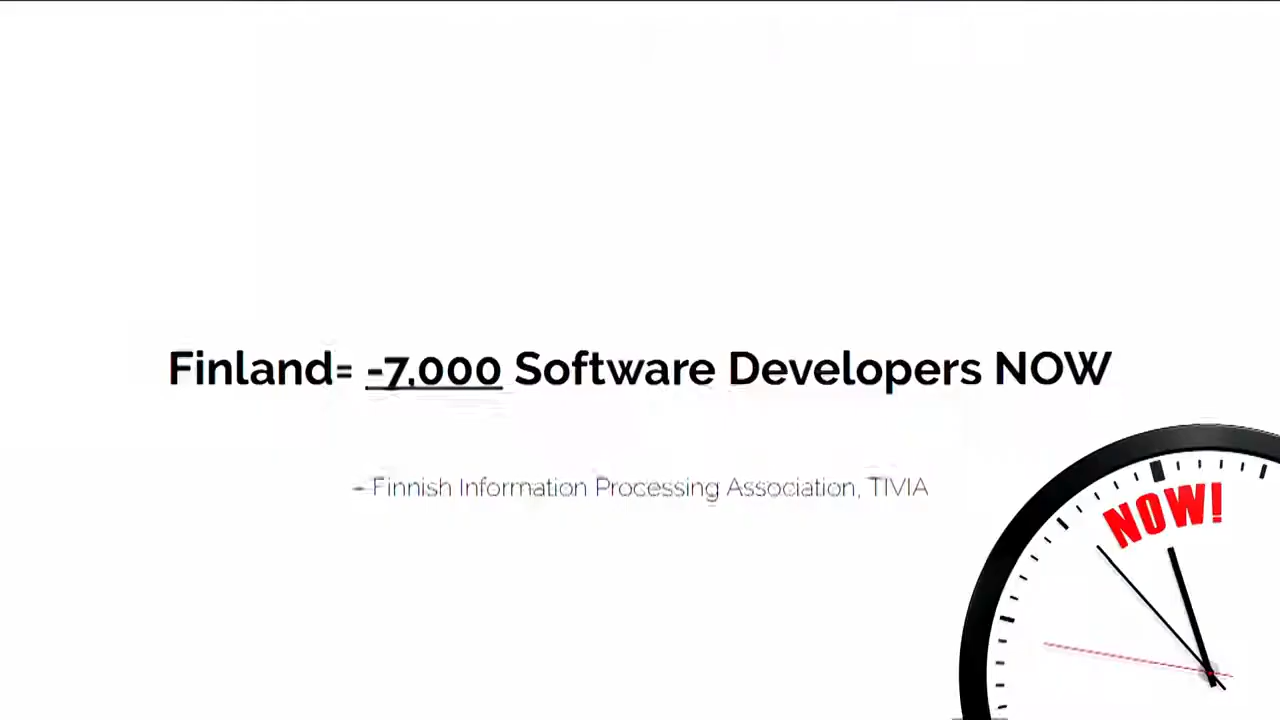 Finland= -7,000 Software Developers NOW
- Finnish Information Processing Association, TIVIA
NOW!